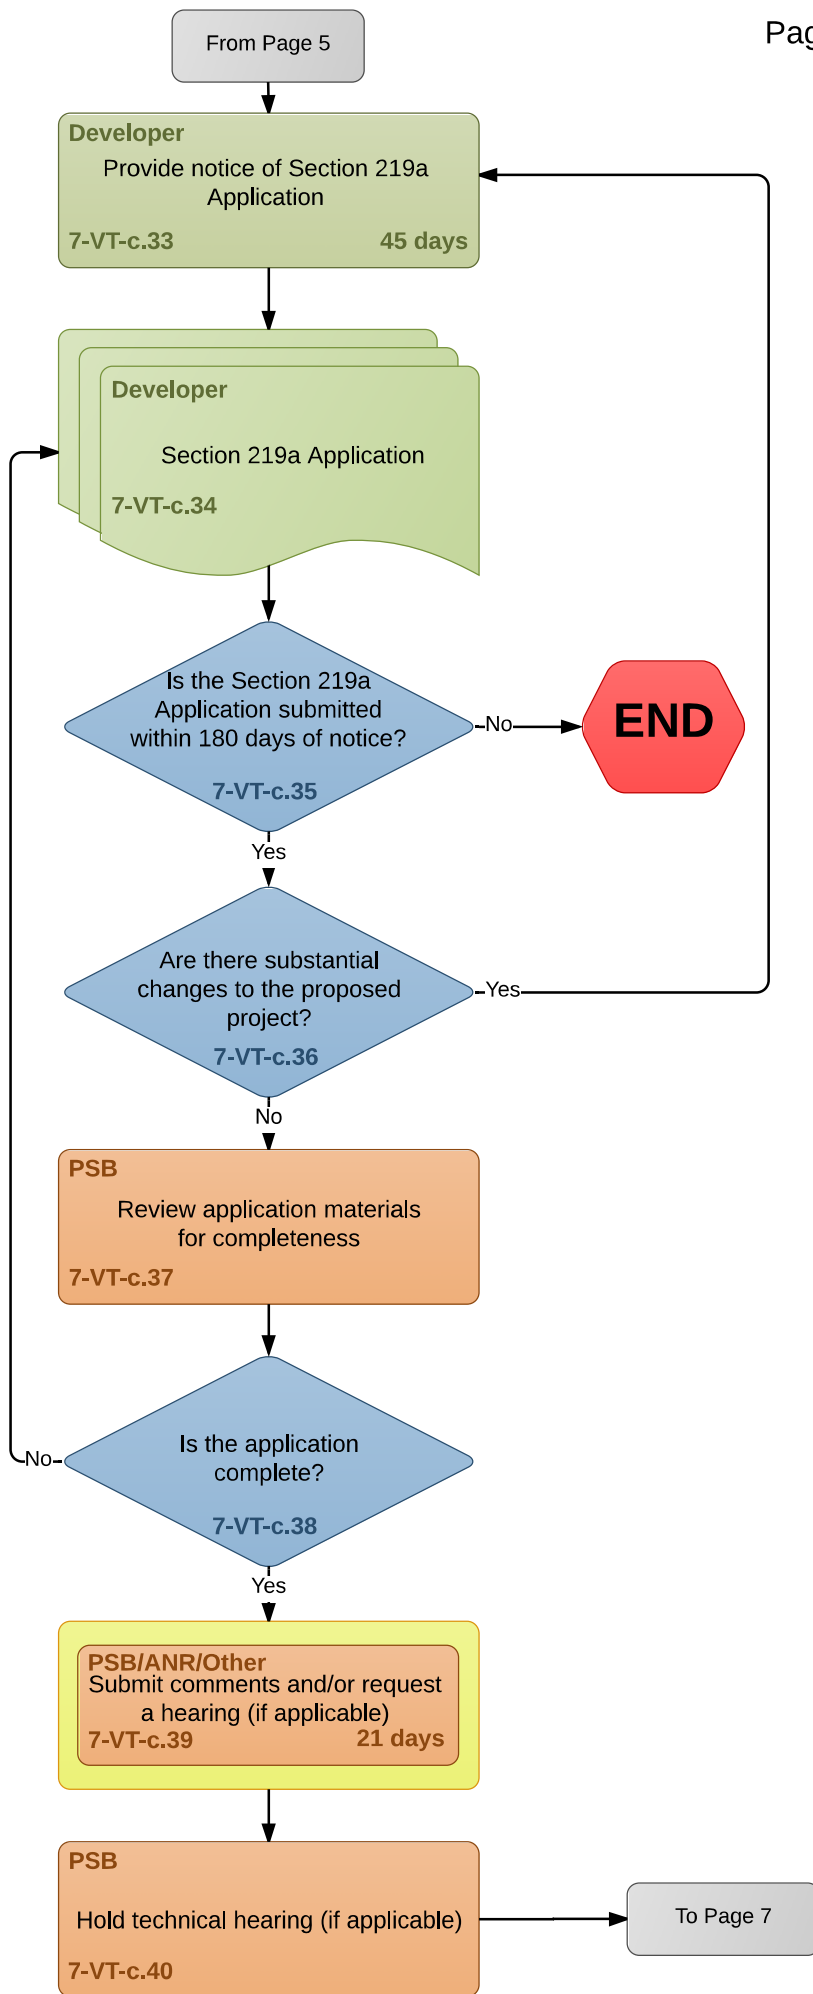 From Page 5
Pag
Developer
Provide notice of Section 219a
Application
7-VT-c.33
45 days
Developer
Section 219a Application
7-VT-c.34
Is the Section 219a
Application submitted
within 180 days of notice?
7-VT-c.35
No
END
Yes
Are there substantial
changes to the proposed
project?
7-VT-c.36
Yes
No
PSB
Review application materials
for completeness
7-VT-c.37
Is the application
complete?
7-VT-c.38
No
Yes
PSB/ANR/Other
Submit comments and/or request
a hearing (if applicable)
7-VT-c.39
21 days
PSB
Hold technical hearing (if applicable)
7-VT-c.40
To Page 7